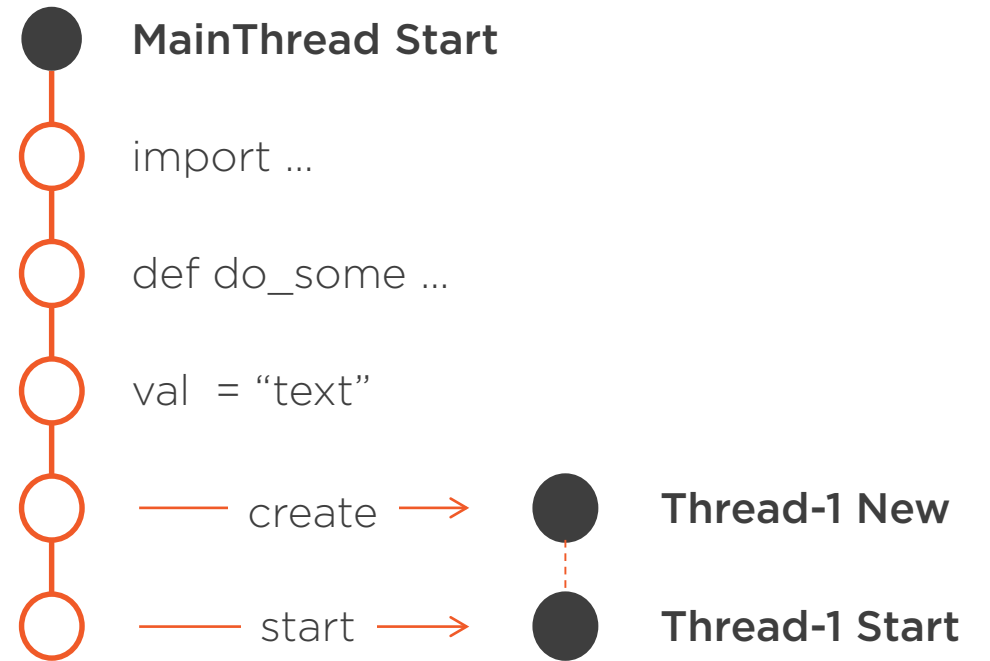 MainThread Start
import ...
def do_some ...
val  = “text”
create
Thread-1 New
start
Thread-1 Start